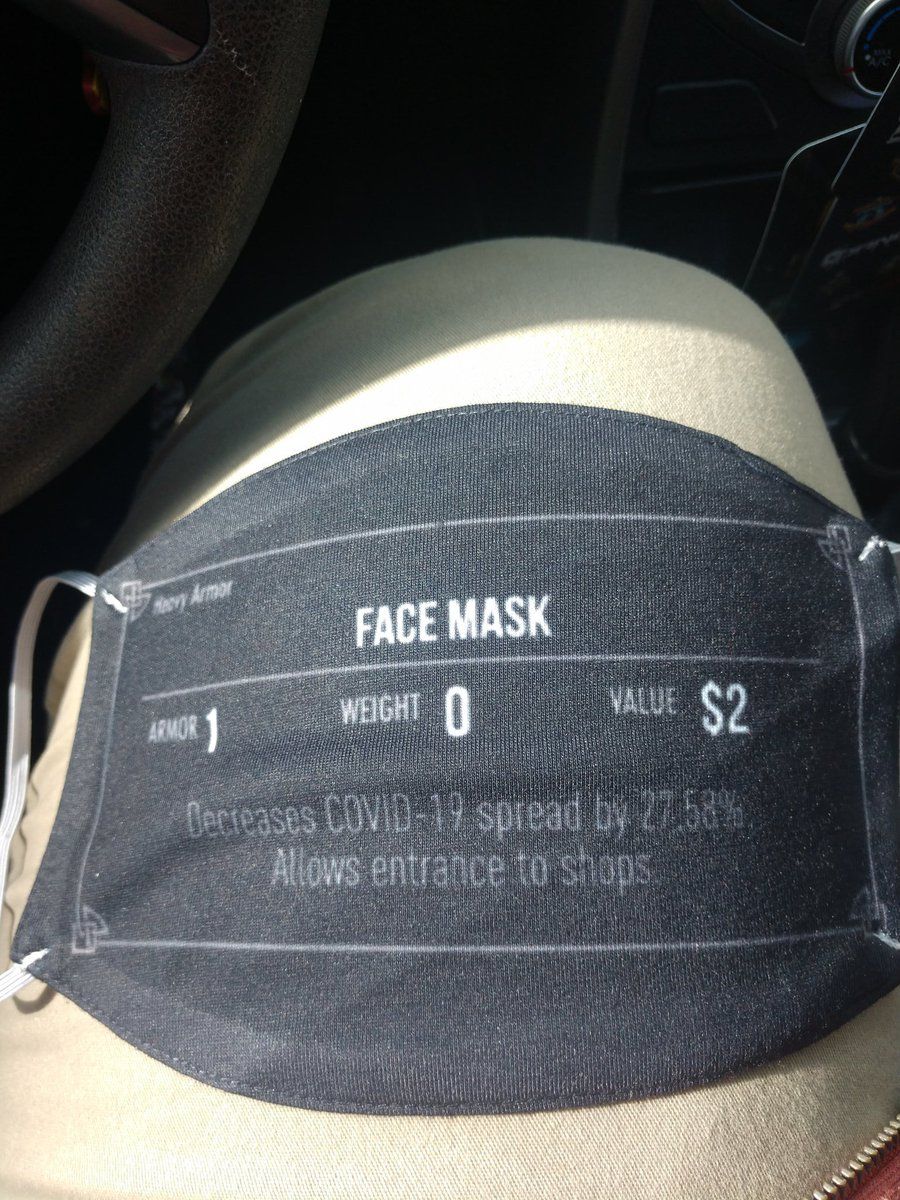 MAX
A/C
Heavy Armor
FACE MASK
ARMOR 1 WEIGHT 0 VALUE $2
Decreases COVID-19 spread by 27.58%.
Allows entrance to shops.